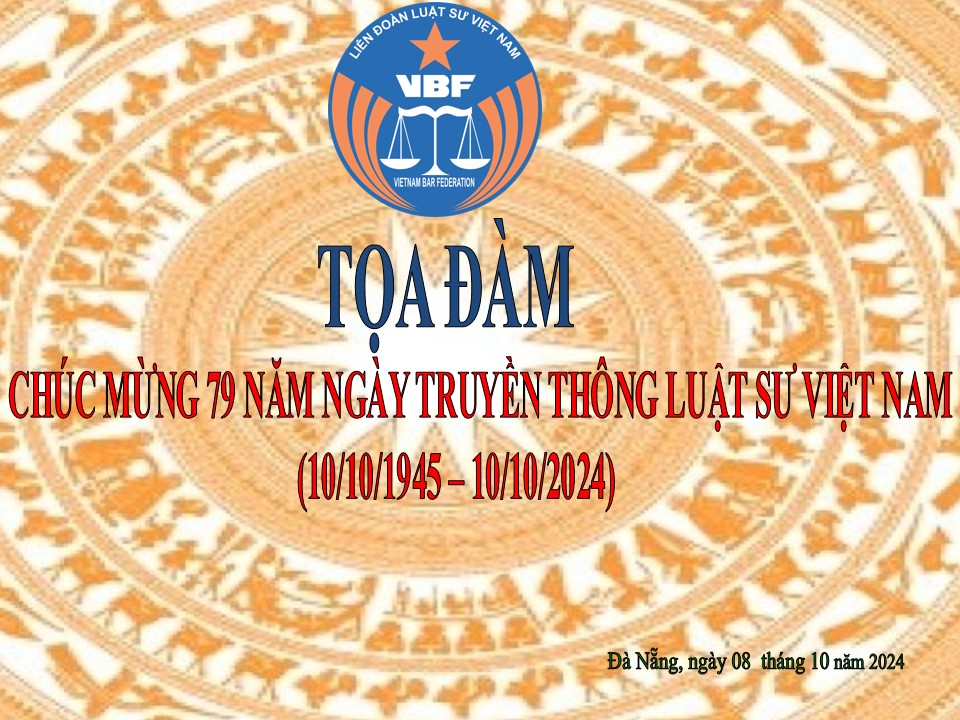 LIÊN ĐOÀN LUẬT SƯ VIỆT NAM
VBF
VIETNAM BAR FEDERATION
TỌA ĐÀM
CHÚC MỪNG 79 NĂM NGÀY TRUYỀN THÔNG LUẬT SƯ VIỆT NAM
(10/10/1945 – 10/10/2024)
Đà Nẵng, ngày 08 tháng 10 năm 2024